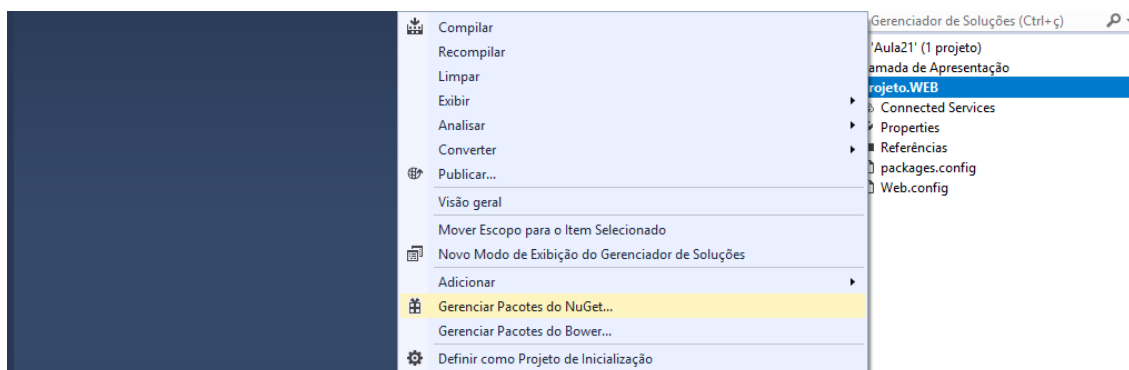 Compilar
Recompilar
Limpar
Exibir
Analisar
Converter
Publicar...
Visão geral
Mover Escopo para o Item Selecionado
Novo Modo de Exibição do Gerenciador de Soluções
Adicionar
Gerenciar Pacotes do NuGet...
Gerenciar Pacotes do Bower...
Definir como Projeto de Inicialização
Gerenciador de Soluções (Ctrl+ç)
'Aula21' (1 projeto)
amada de Apresentação
rojeto.WEB
Connected Services
Properties
Referências
packages.config
Web.config